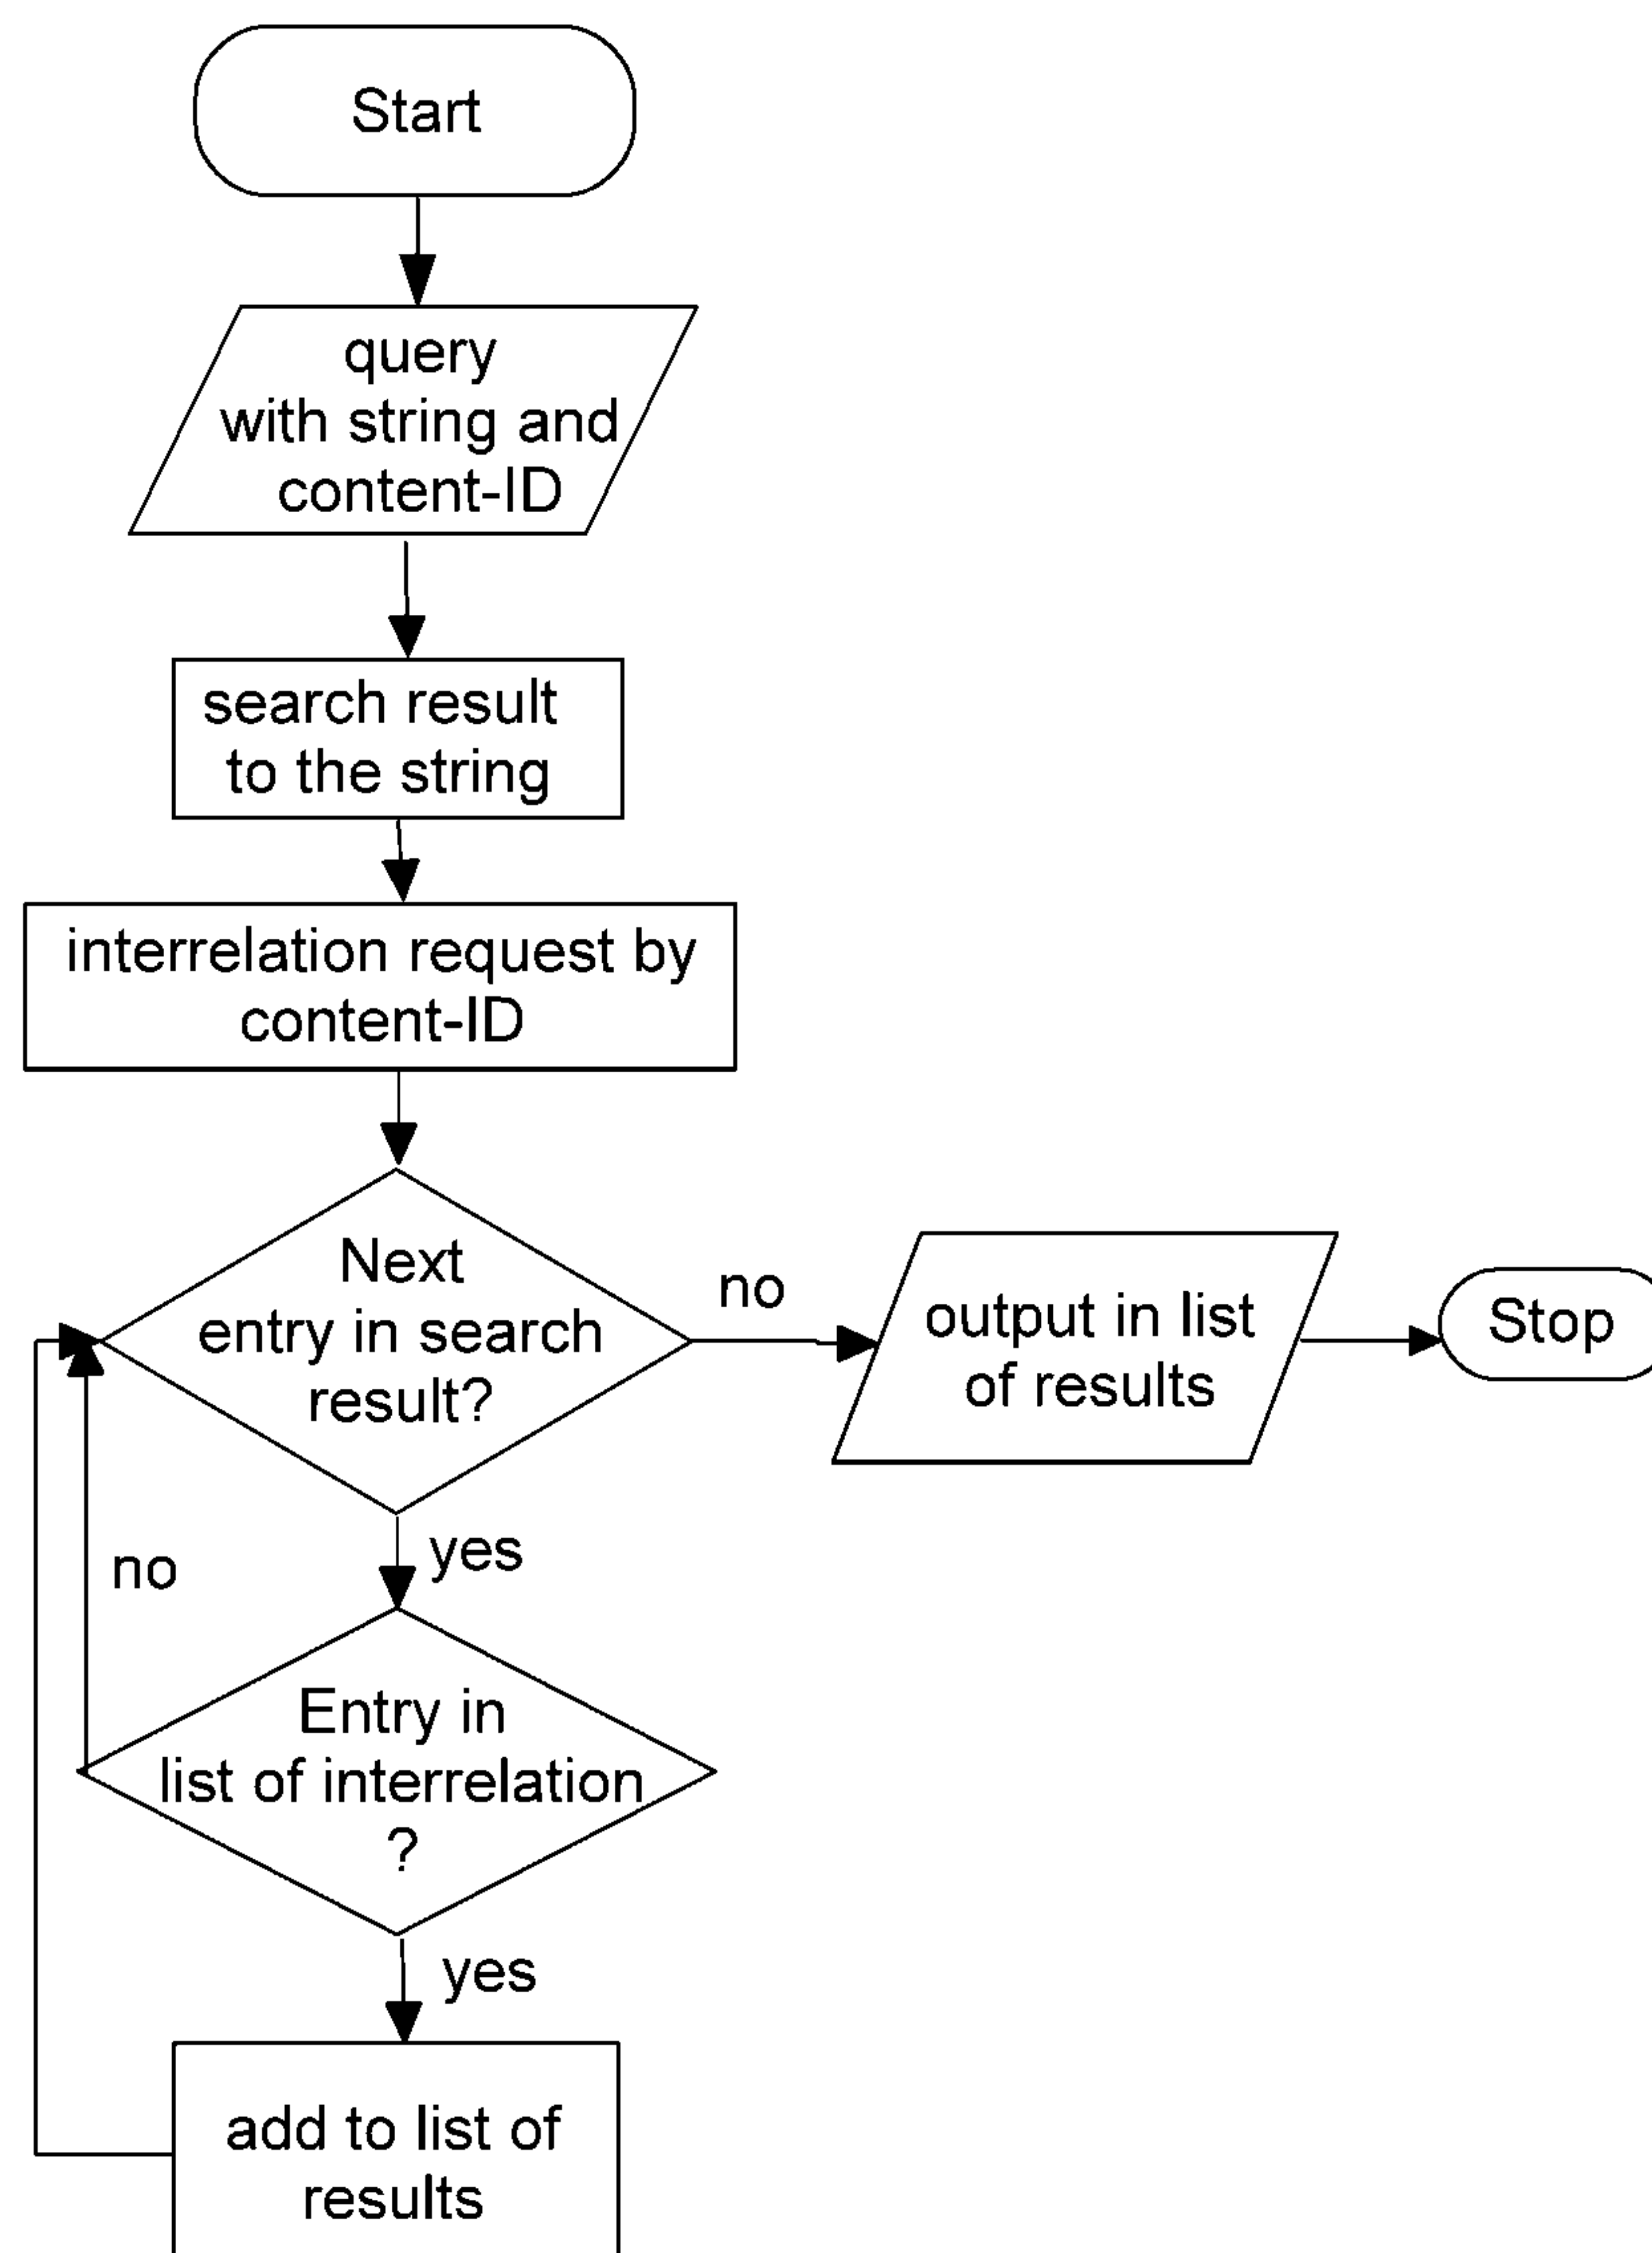 Start
query
with string and
content-ID
search result
to the string
interrelation request by
content-ID
Next
entry in search
result?
no
output in list
of results
Stop
yes
no
Entry in
list of interrelation
?
yes
add to list of
results